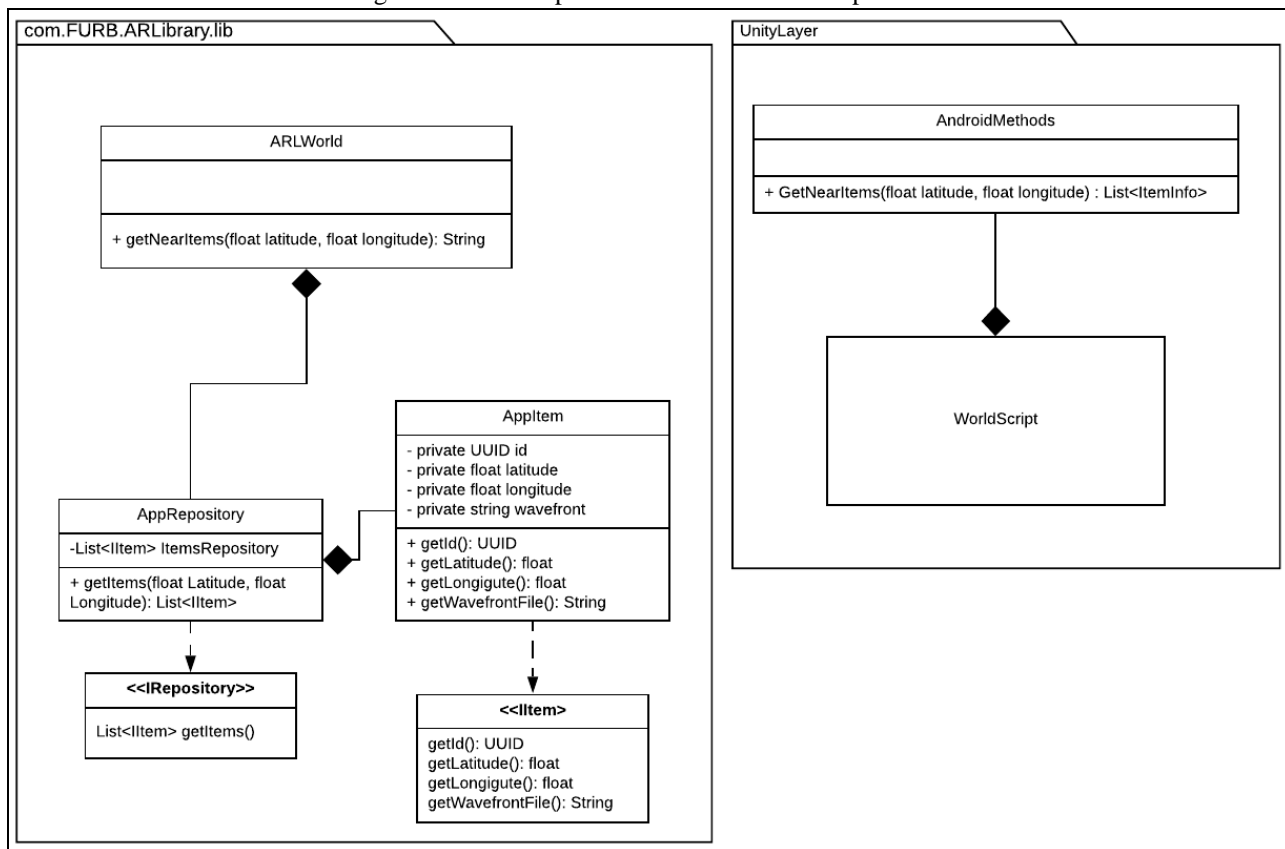 com.FURB.ARLibrary.lib
ARLWorld
+ getNearItems(float latitude, float longitude): String
AppItem
- private UUID id
- private float latitude
- private float longitude
- private string wavefront
+ getId(): UUID
+ getLatitude(): float
+ getLongigute(): float
+ getWavefrontFile(): String
AppRepository
-List<IItem> ItemsRepository
+ getItems(float Latitude, float
Longitude): List<IItem>
<<IRepository>>
List<IItem> getItems()
<<IItem>
getId(): UUID
getLatitude(): float
getLongigute(): float
getWavefrontFile(): String
UnityLayer
AndroidMethods
+ GetNearItems(float latitude, float longitude) : List<ItemInfo>
WorldScript